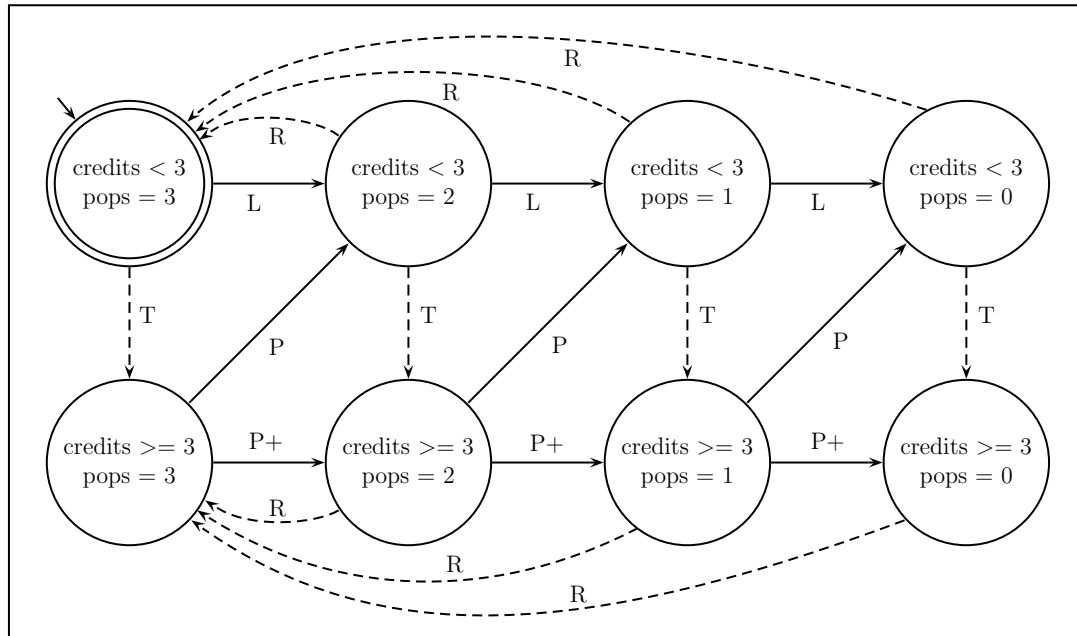 R
R
R
credits < 3
pops = 3
credits < 3
pops = 2
credits < 3
pops = 1
credits < 3
pops = 0
L
L
L
T
T
T
T
P
P
P
credits >= 3
pops = 3
P+
credits >= 3
pops = 2
P+
credits >= 3
pops = 1
P+
credits >= 3
pops = 0
R
R
R